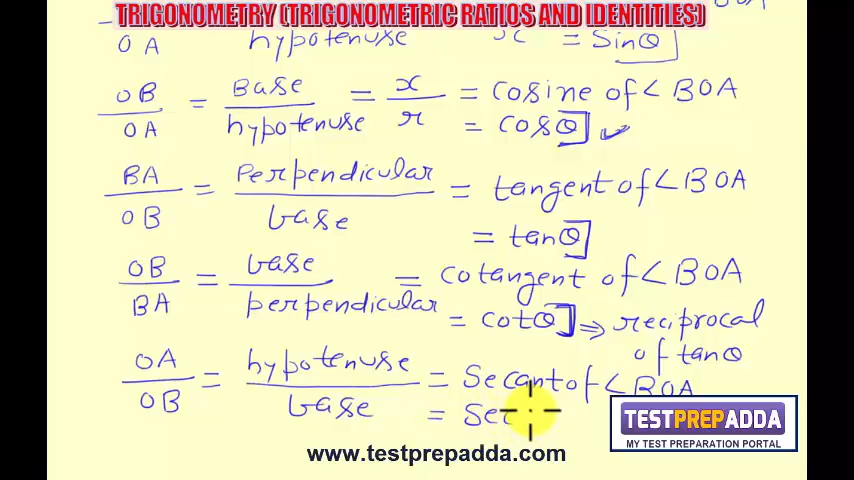 TRIGONOMETRY (TRIGONOMETRIC RATIOS AND IDENTITIES)
OA hypotenuse = Sinθ
OB/OA = Base/hypotenuse = x/r = cosine of ∠BOA
= cosθ ✓
BA/OB = Perpendicular/base = tangent of ∠BOA
= tanθ
OB/BA = base/perpendicular = cotangent of ∠BOA
= cotθ ⇒ reciprocal of tanθ
OA/OB = hypotenuse/base = Secant of ∠BOA
= Sec
TESTPREPADDA
MY TEST PREPARATION PORTAL
www.testprepadda.com